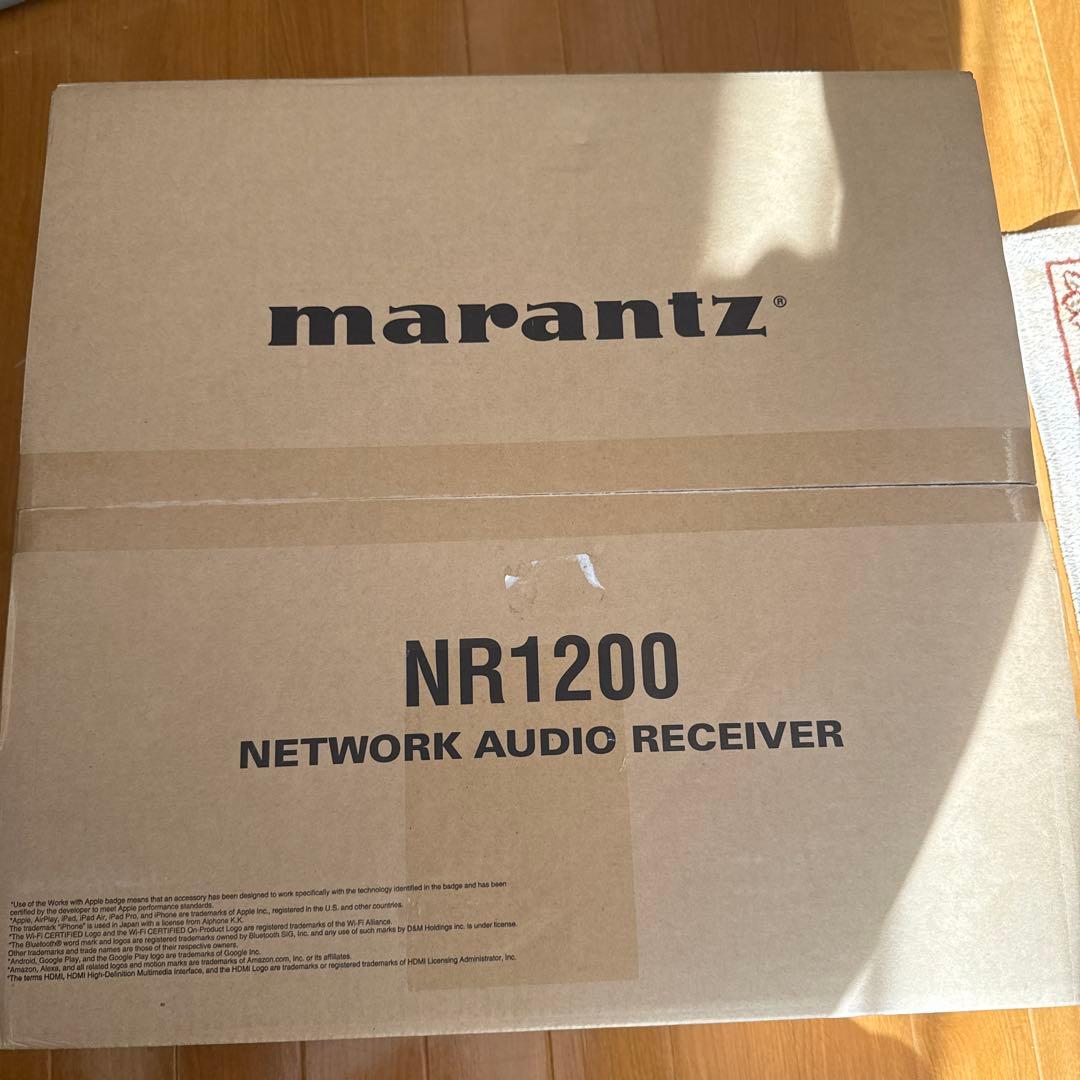 marantz®
NR1200
NETWORK AUDIO RECEIVER
*Use of the Works with Apple badge means that an accessory has been designed to work specifically with the technology identified in the badge and has been
certified by the developer to meet Apple performance standards.
*Apple, AirPlay, iPad, iPad Air, iPad Pro, and iPhone are trademarks of Apple Inc., registered in the U.S. and other countries.
The trademark "iPhone" is used in Japan with a license from Aiphone K.K.
*The Wi-Fi CERTIFIED Logo and the Wi-Fi CERTIFIED On-Product Logo are registered trademarks of the Wi-Fi Alliance.
*The Bluetooth® word mark and logos are registered trademarks owned by Bluetooth SIG, Inc. and any use of such marks by D&M Holdings Inc. is under license.
Other trademarks and trade names are those of their respective owners.
*Android, Google Play, and the Google Play logo are trademarks of Google Inc.
*Amazon, Alexa, and all related logos and motion marks are trademarks of Amazon.com, Inc. or its affiliates.
*The terms HDMI, HDMI High-Definition Multimedia Interface, and the HDMI Logo are trademarks or registered trademarks of HDMI Licensing Administrator, Inc.